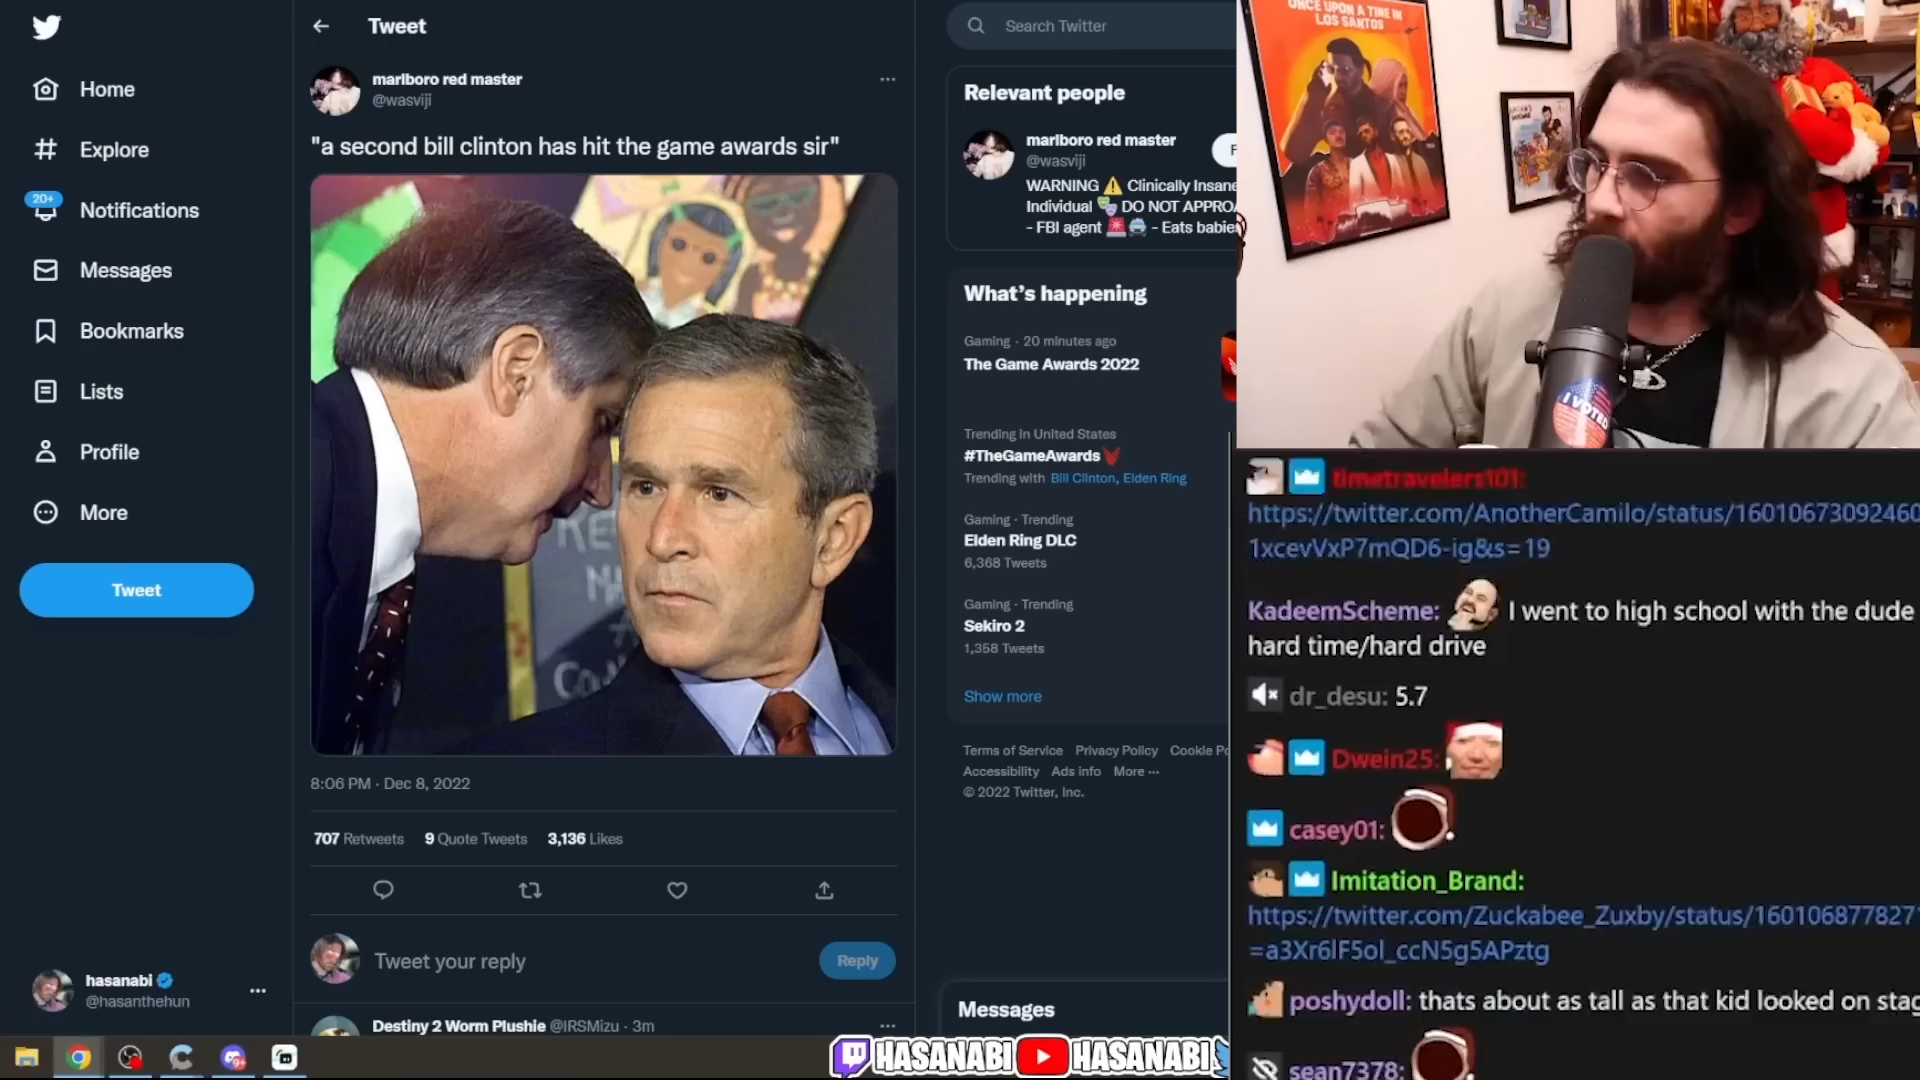 Home
Explore
20+
Notifications
Messages
Bookmarks
Lists
Profile
More
Tweet
hasanabi
@hasanthehun
Tweet
marlboro red master
@wasviji
"a second bill clinton has hit the game awards sir"
8:06 PM · Dec 8, 2022
707 Retweets 9 Quote Tweets 3,136 Likes
Tweet your reply
Reply
Destiny 2 Worm Plushie @IRSMizu · 3m
Search Twitter
Relevant people
marlboro red master
@wasviji
WARNING ⚠️ Clinically Insane
Individual DO NOT APPROA
- FBI agent 🚨🚔 - Eats babie
What's happening
Gaming · 20 minutes ago
The Game Awards 2022
Trending in United States
#TheGameAwards
Trending with Bill Clinton, Elden Ring
Gaming · Trending
Elden Ring DLC
6,368 Tweets
Gaming · Trending
Sekiro 2
1,358 Tweets
Show more
Terms of Service Privacy Policy Cookie Po
Accessibility Ads info More ···
© 2022 Twitter, Inc.
Messages
ONCE UPON A TIME IN
LOS SANTOS
I VOTED
timetravelers101:
https://twitter.com/AnotherCamilo/status/16010673092460
1xcevVxP7mQD6-ig&s=19
KadeemScheme: I went to high school with the dude
hard time/hard drive
dr_desu: 5.7
Dwein25:
casey01:
Imitation_Brand:
https://twitter.com/Zuckabee_Zuxby/status/160106877827
=a3Xr6lF5ol_ccN5g5APztg
poshydoll: thats about as tall as that kid looked on stag
sean7378:
HASANABI HASANABI